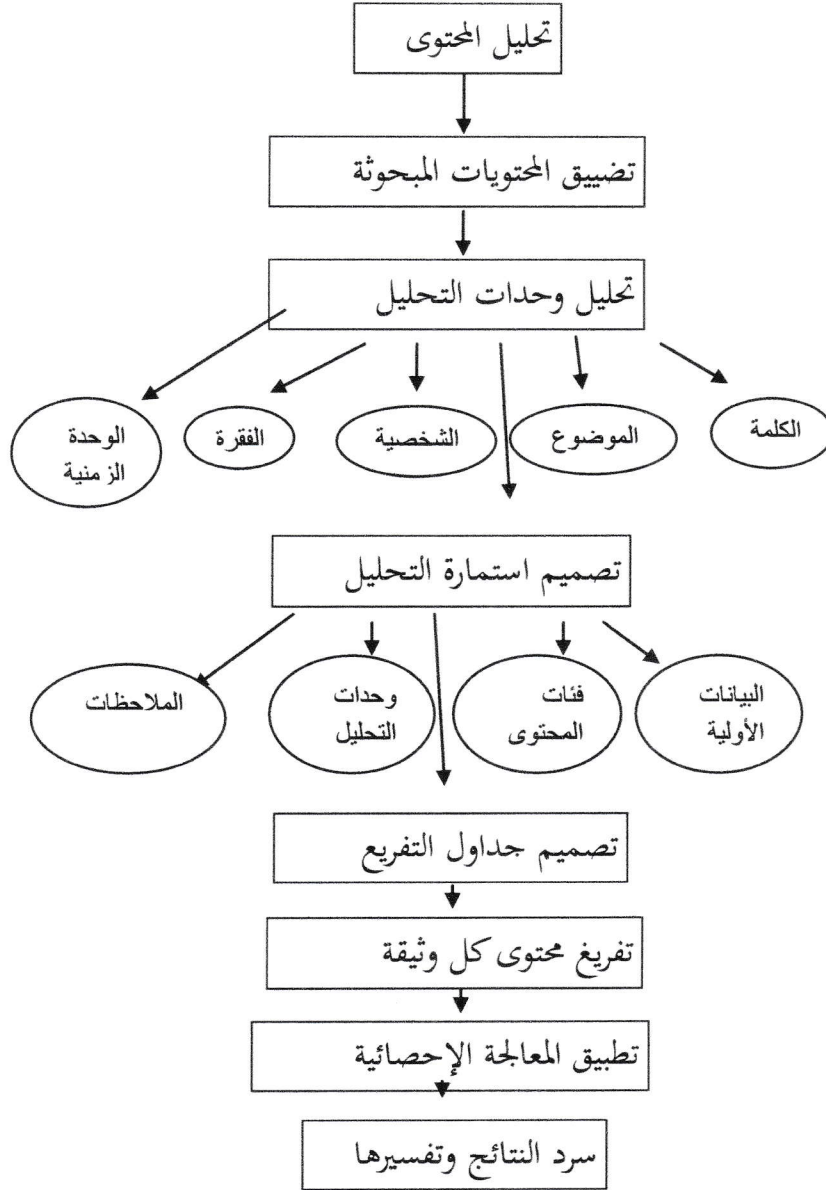 تحليل المحتوى
تضييق المحتويات المبحوثة
تحليل وحدات التحليل
الكلمة
الموضوع
الشخصية
الفقرة
الوحدة
الزمنية
تصميم استمارة التحليل
البيانات
الأولية
فئات
المحتوى
وحدات
التحليل
الملاحظات
تصميم جداول التفريع
تفريغ محتوى كل وثيقة
تطبيق المعالجة الإحصائية
سرد النتائج وتفسيرها